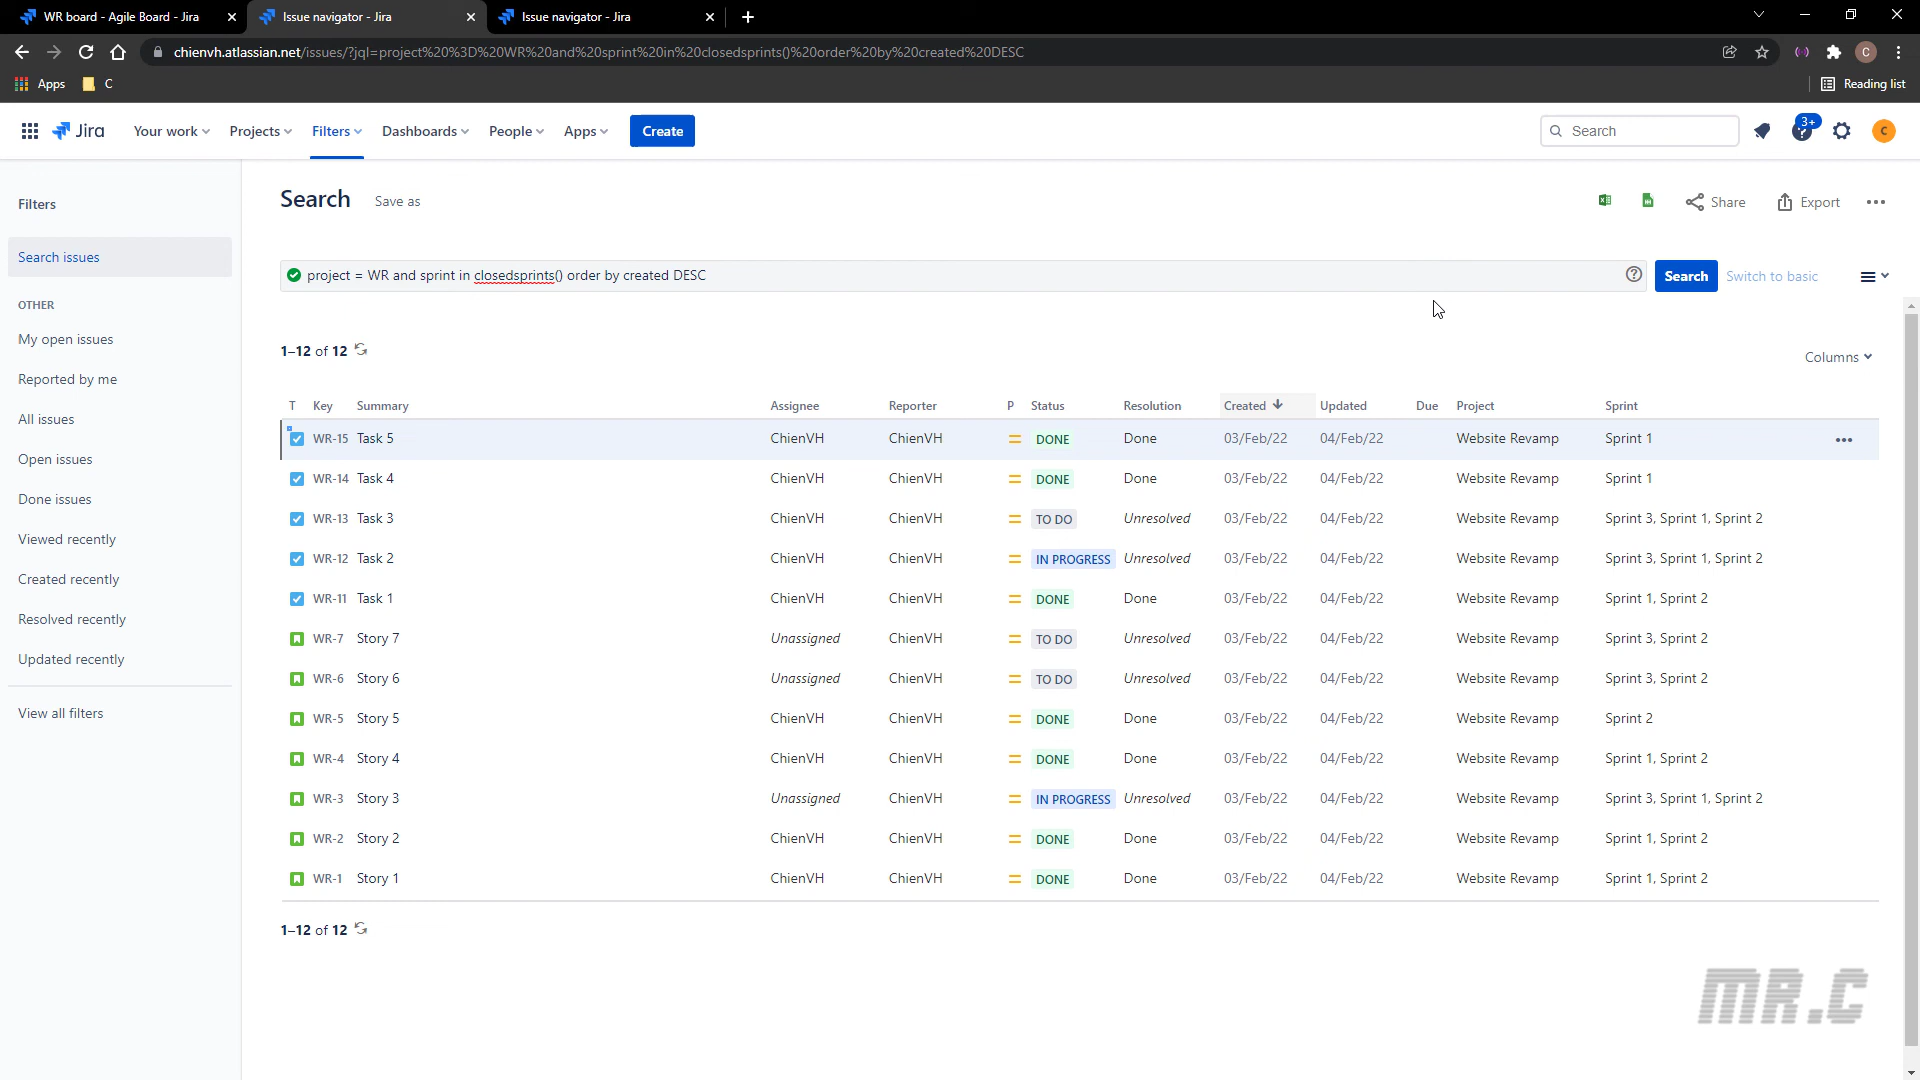 WR board - Agile Board - Jira
Issue navigator - Jira
Issue navigator - Jira
chienvh.atlassian.net/issues/?jql=project%20%3D%20WR%20and%20sprint%20in%20closedsprints()%20order%20by%20created%20DESC
C
Apps
C
Reading list
Jira
Your work
Projects
Filters
Dashboards
People
Apps
Create
Search
3+
C
Filters
Search issues
OTHER
My open issues
Reported by me
All issues
Open issues
Done issues
Viewed recently
Created recently
Resolved recently
Updated recently
View all filters
Search
Save as
Share
Export
project = WR and sprint in closedsprints() order by created DESC
Search
Switch to basic
1–12 of 12
Columns
T Key Summary Assignee Reporter P Status Resolution Created Updated Due Project Sprint
WR-15 Task 5 ChienVH ChienVH DONE Done 03/Feb/22 04/Feb/22 Website Revamp Sprint 1
WR-14 Task 4 ChienVH ChienVH DONE Done 03/Feb/22 04/Feb/22 Website Revamp Sprint 1
WR-13 Task 3 ChienVH ChienVH TO DO Unresolved 03/Feb/22 04/Feb/22 Website Revamp Sprint 3, Sprint 1, Sprint 2
WR-12 Task 2 ChienVH ChienVH IN PROGRESS Unresolved 03/Feb/22 04/Feb/22 Website Revamp Sprint 3, Sprint 1, Sprint 2
WR-11 Task 1 ChienVH ChienVH DONE Done 03/Feb/22 04/Feb/22 Website Revamp Sprint 1, Sprint 2
WR-7 Story 7 Unassigned ChienVH TO DO Unresolved 03/Feb/22 04/Feb/22 Website Revamp Sprint 3, Sprint 2
WR-6 Story 6 Unassigned ChienVH TO DO Unresolved 03/Feb/22 04/Feb/22 Website Revamp Sprint 3, Sprint 2
WR-5 Story 5 ChienVH ChienVH DONE Done 03/Feb/22 04/Feb/22 Website Revamp Sprint 2
WR-4 Story 4 ChienVH ChienVH DONE Done 03/Feb/22 04/Feb/22 Website Revamp Sprint 1, Sprint 2
WR-3 Story 3 Unassigned ChienVH IN PROGRESS Unresolved 03/Feb/22 04/Feb/22 Website Revamp Sprint 3, Sprint 1, Sprint 2
WR-2 Story 2 ChienVH ChienVH DONE Done 03/Feb/22 04/Feb/22 Website Revamp Sprint 1, Sprint 2
WR-1 Story 1 ChienVH ChienVH DONE Done 03/Feb/22 04/Feb/22 Website Revamp Sprint 1, Sprint 2
1–12 of 12
MR.C